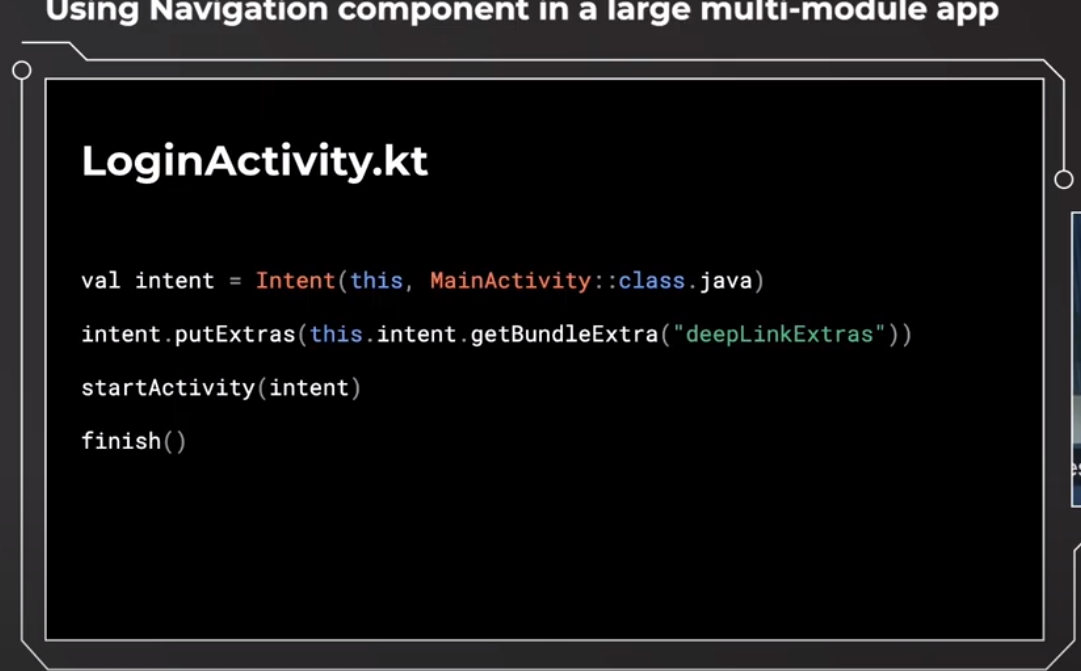 Using Navigation component in a large multi-module app
LoginActivity.kt
val intent = Intent(this, MainActivity::class.java)
intent.putExtras(this.intent.getBundleExtra("deepLinkExtras"))
startActivity(intent)
finish()